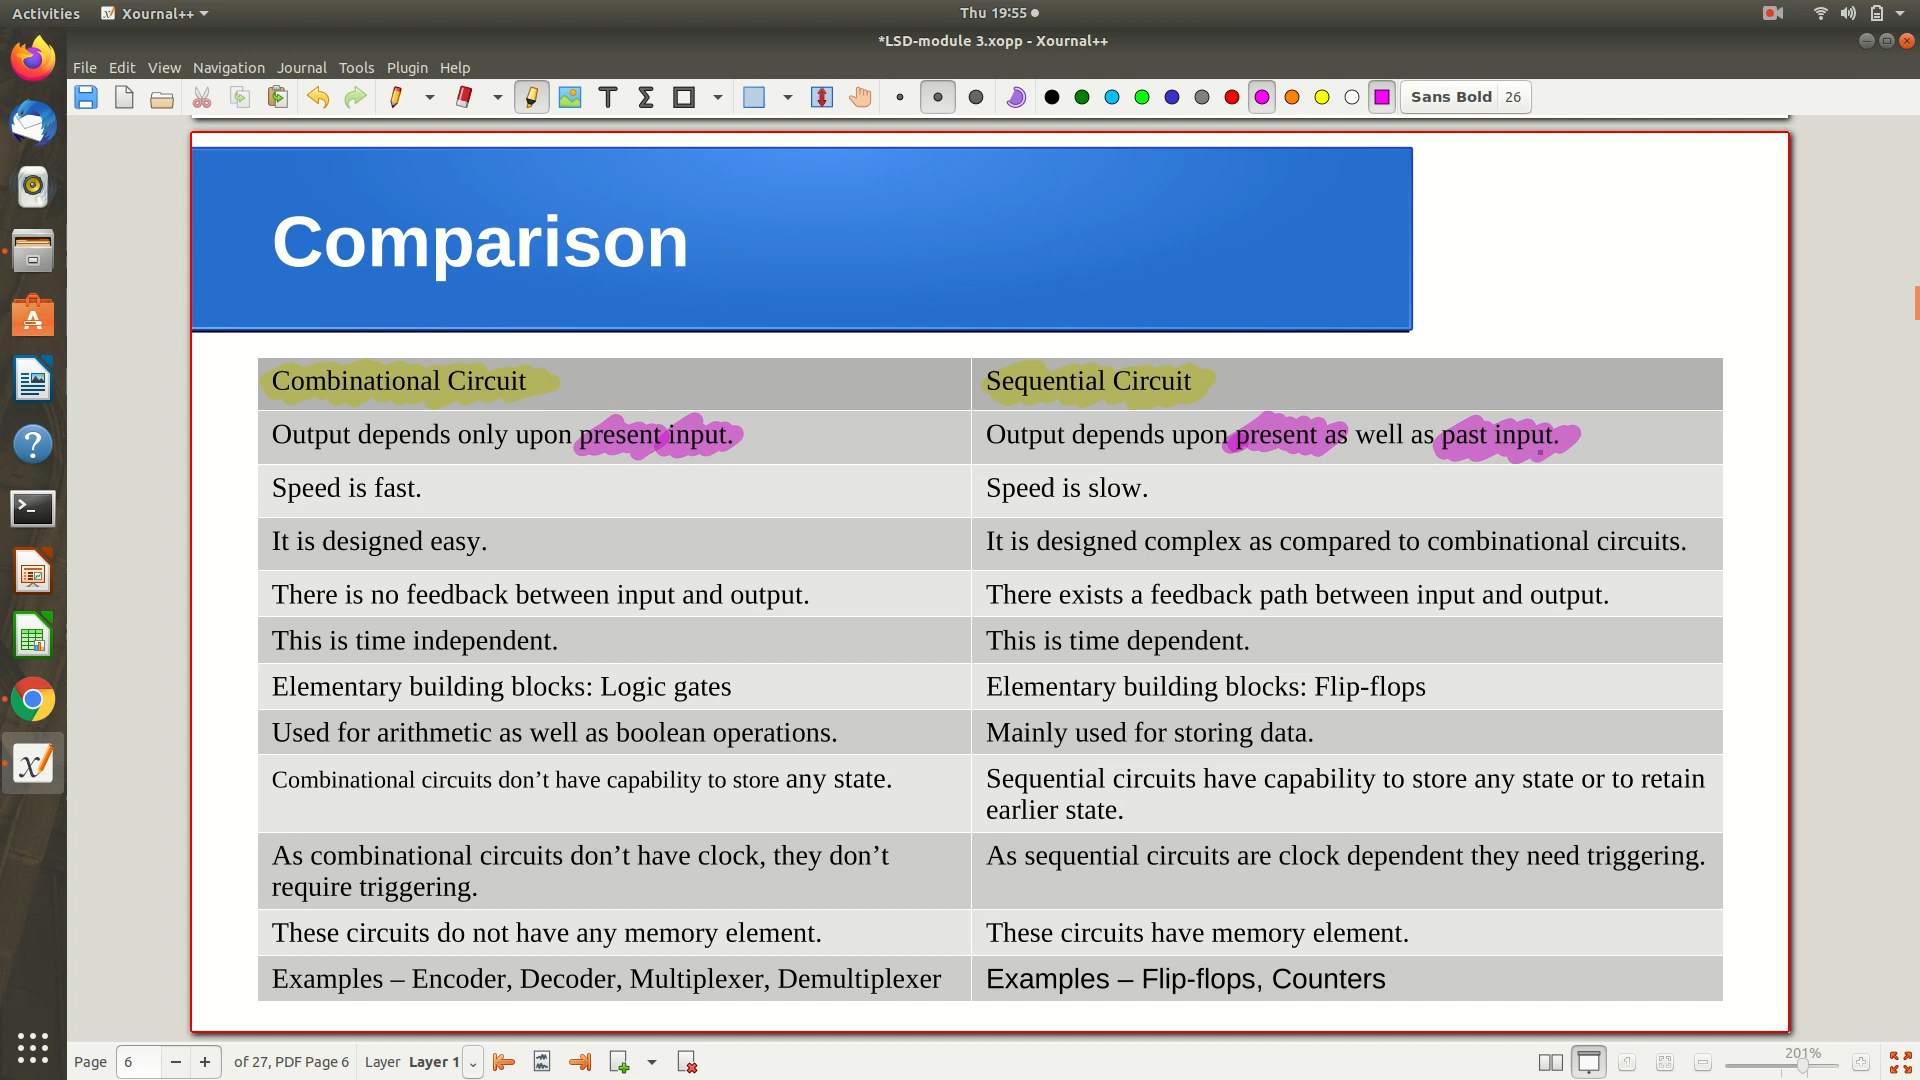 Activities Xournal++ Thu 19:55
*LSD-module 3.xopp - Xournal++
File Edit View Navigation Journal Tools Plugin Help
Sans Bold 26
Comparison
Combinational Circuit Sequential Circuit
Output depends only upon present input. Output depends upon present as well as past input.
Speed is fast. Speed is slow.
It is designed easy. It is designed complex as compared to combinational circuits.
There is no feedback between input and output. There exists a feedback path between input and output.
This is time independent. This is time dependent.
Elementary building blocks: Logic gates Elementary building blocks: Flip-flops
Used for arithmetic as well as boolean operations. Mainly used for storing data.
Combinational circuits don’t have capability to store any state. Sequential circuits have capability to store any state or to retain
earlier state.
As combinational circuits don’t have clock, they don’t As sequential circuits are clock dependent they need triggering.
require triggering.
These circuits do not have any memory element. These circuits have memory element.
Examples – Encoder, Decoder, Multiplexer, Demultiplexer Examples – Flip-flops, Counters
Page 6 of 27, PDF Page 6 Layer Layer 1 201%